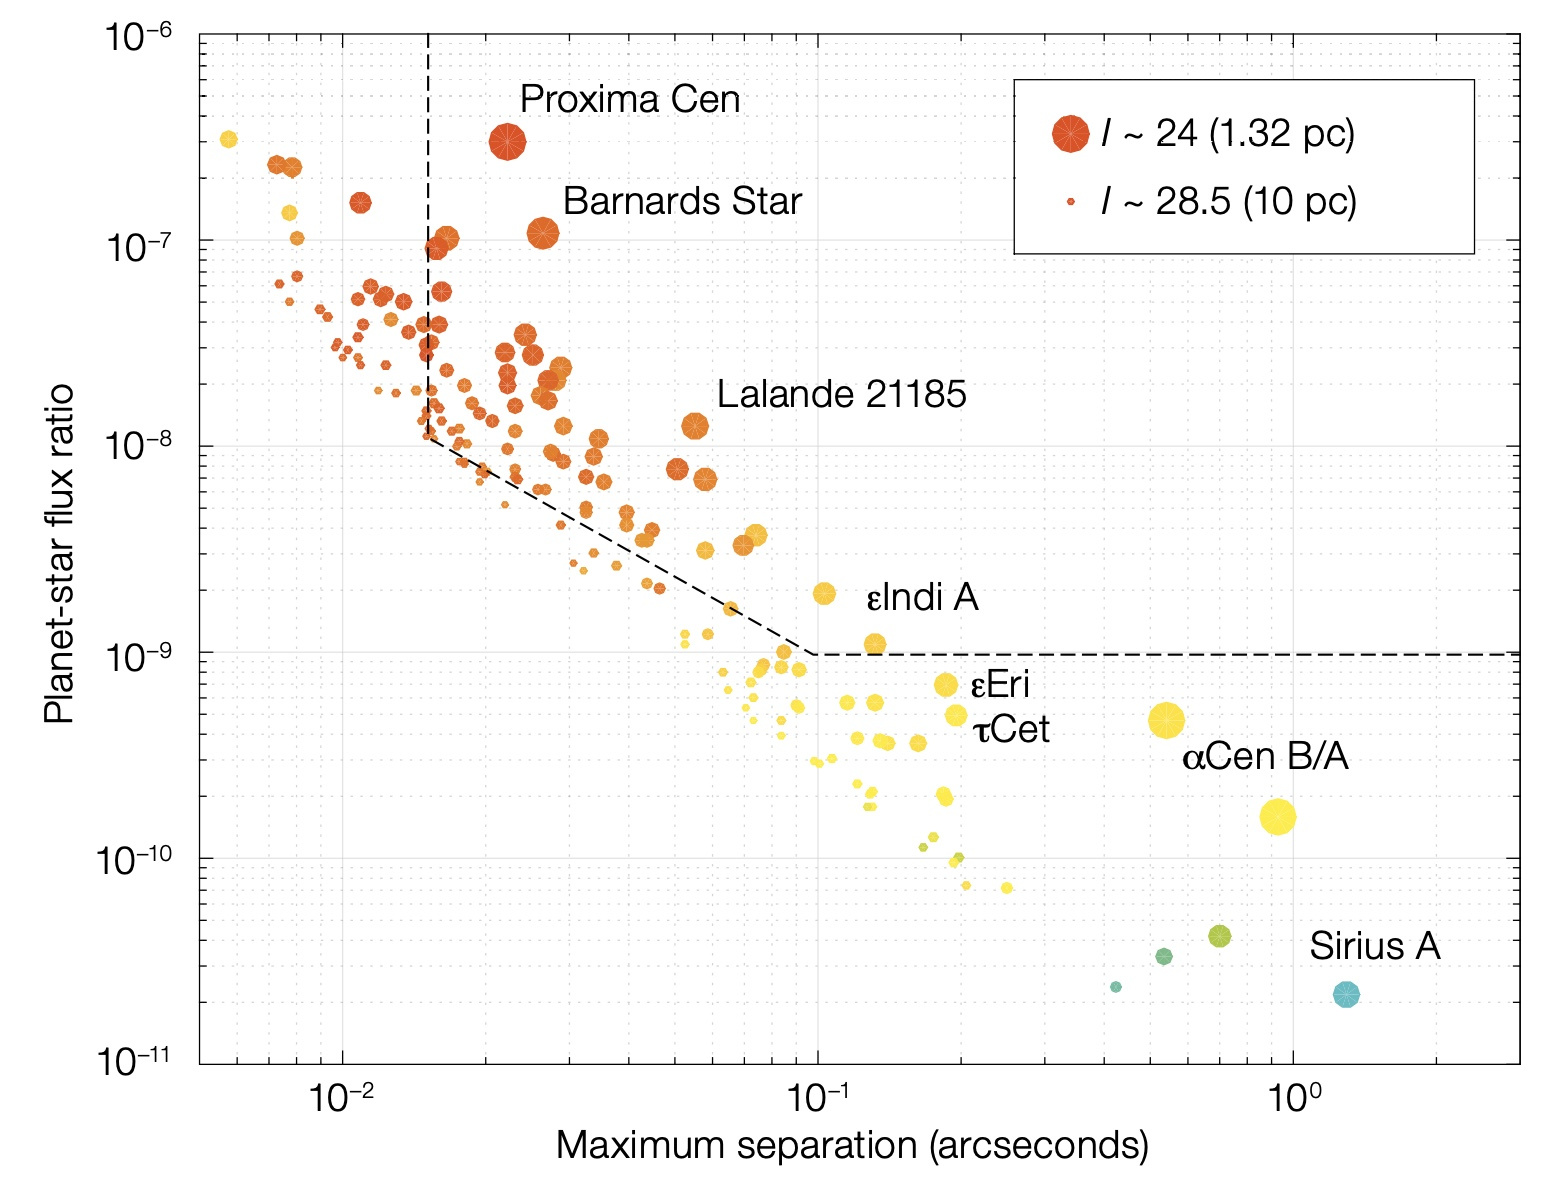 10⁻⁶
10⁻⁷
10⁻⁸
10⁻⁹
10⁻¹⁰
10⁻¹¹
Planet-star flux ratio
Proxima Cen
Barnards Star
I ~ 24 (1.32 pc)
I ~ 28.5 (10 pc)
Lalande 21185
εIndi A
εEri
τCet
αCen B/A
Sirius A
10⁻²
10⁻¹
10⁰
Maximum separation (arcseconds)